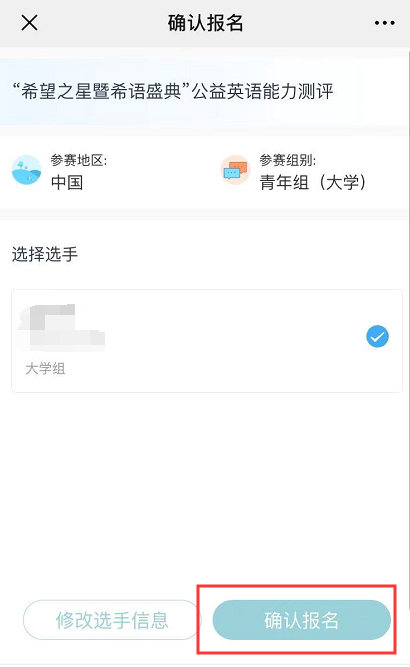 确认报名
“希望之星暨希语盛典”公益英语能力测评
参赛地区:
中国
参赛组别:
青年组（大学）
选择选手
大学组
修改选手信息
确认报名